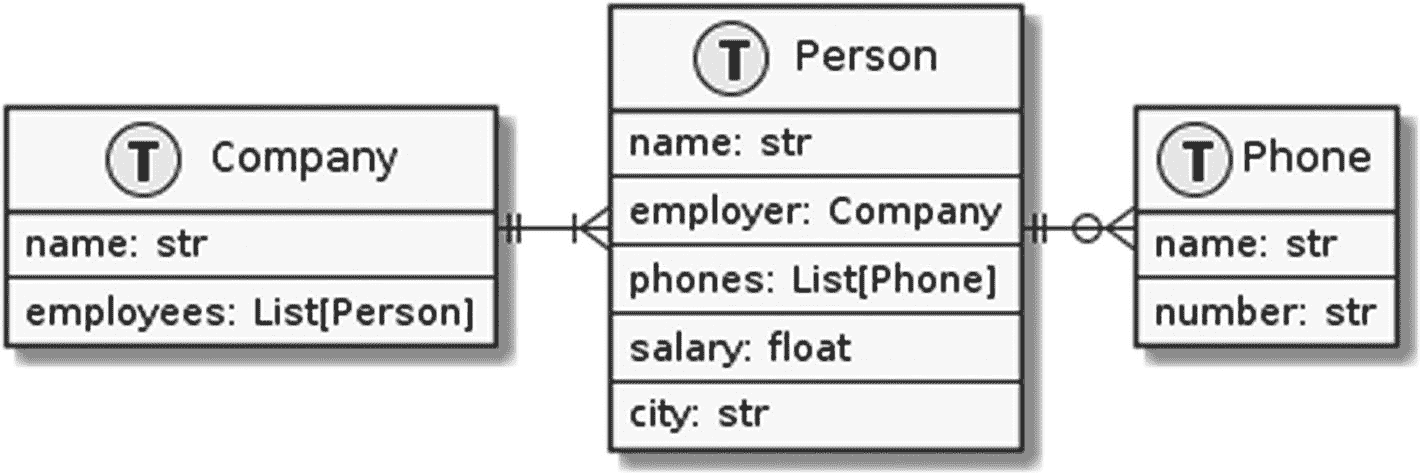 T Company
name: str
employees: List[Person]
T Person
name: str
employer: Company
phones: List[Phone]
salary: float
city: str
T Phone
name: str
number: str